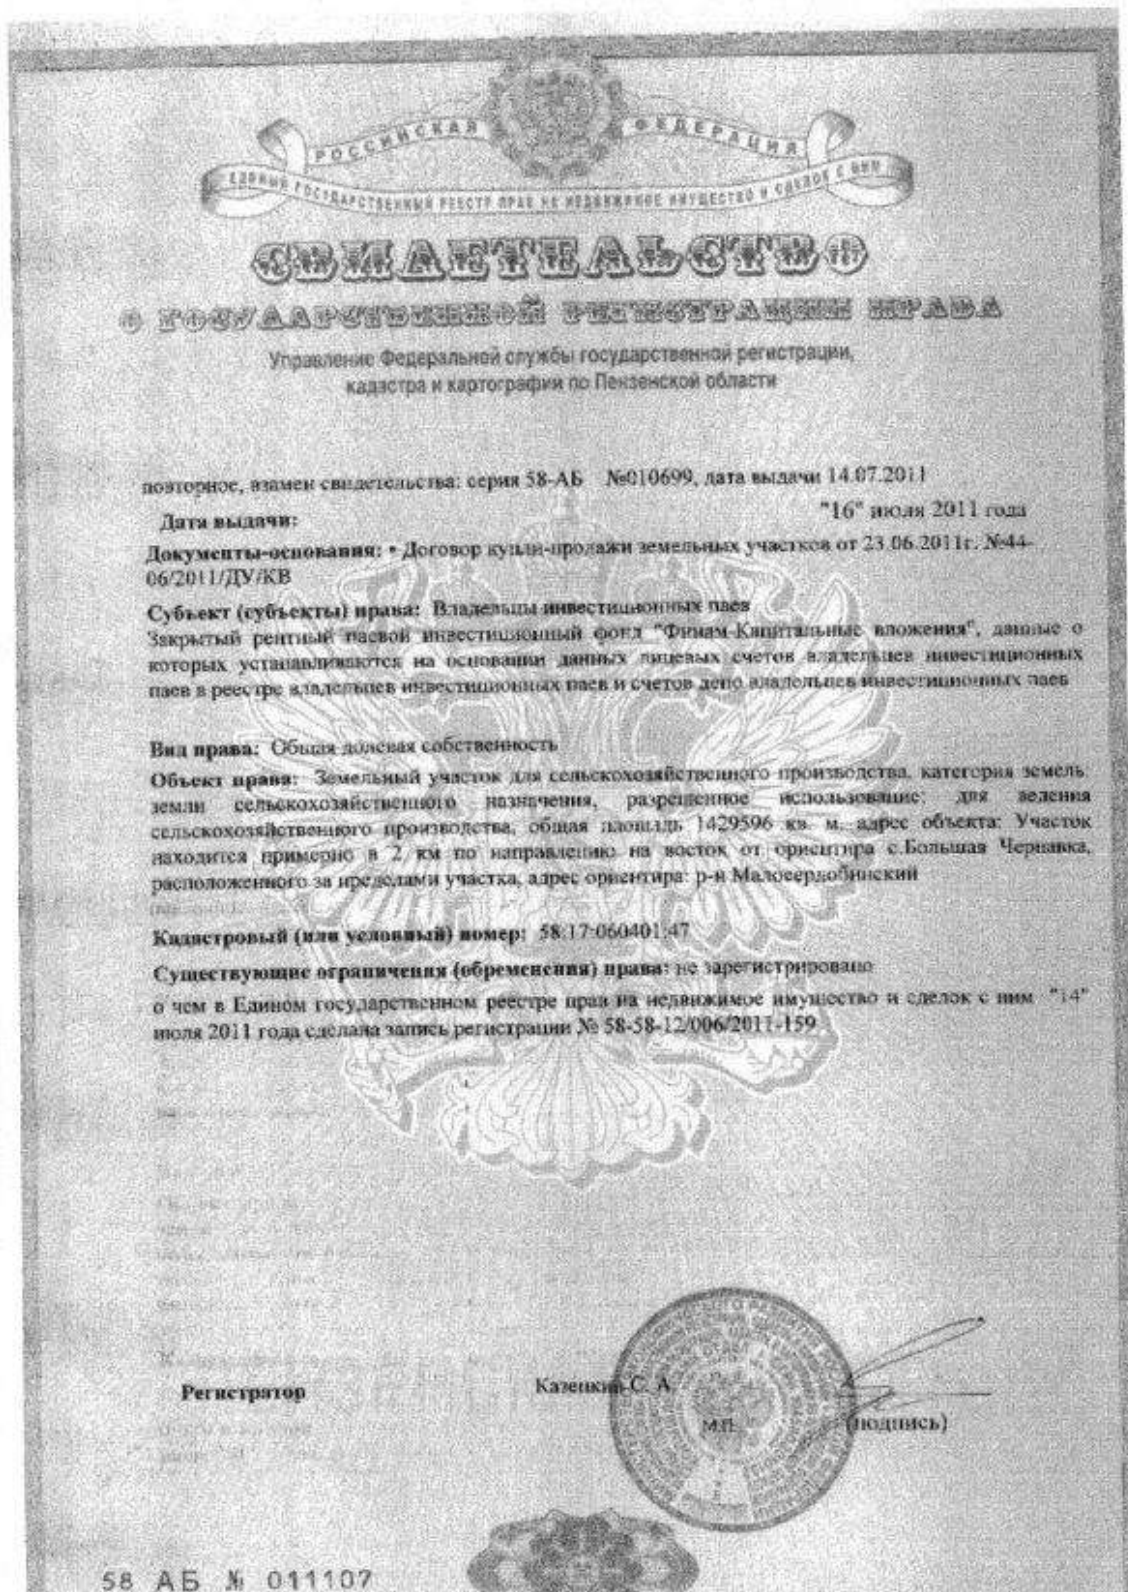 РОССИЙСКАЯ ФЕДЕРАЦИЯ
ЕДИНЫЙ ГОСУДАРСТВЕННЫЙ РЕЕСТР ПРАВ НА НЕДВИЖИМОЕ ИМУЩЕСТВО И СДЕЛОК С НИМ
СВИДЕТЕЛЬСТВО
О ГОСУДАРСТВЕННОЙ РЕГИСТРАЦИИ ПРАВА
Управление Федеральной службы государственной регистрации,
кадастра и картографии по Пензенской области
повторное, взамен свидетельства: серия 58-АБ №010699, дата выдачи 14.07.2011
Дата выдачи: "16" июля 2011 года
Документы-основания: • Договор купли-продажи земельных участков от 23.06.2011г. №44-
06/2011/ДУ/КВ
Субъект (субъекты) права: Владельцы инвестиционных паев
Закрытый рентный паевой инвестиционный фонд "Финам-Капитальные вложения", данные о
которых устанавливаются на основании данных лицевых счетов владельцев инвестиционных
паев в реестре владельцев инвестиционных паев и счетов депо владельцев инвестиционных паев
Вид права: Общая долевая собственность
Объект права: Земельный участок для сельскохозяйственного производства, категория земель:
земли сельскохозяйственного назначения, разрешенное использование: для ведения
сельскохозяйственного производства, общая площадь 1429596 кв. м, адрес объекта: Участок
находится примерно в 2 км по направлению на восток от ориентира с.Большая Чернавка,
расположенного за пределами участка, адрес ориентира: р-н Малосердобинский
Кадастровый (или условный) номер: 58:17:060401:47
Существующие ограничения (обременения) права: не зарегистрировано
о чем в Едином государственном реестре прав на недвижимое имущество и сделок с ним "14"
июля 2011 года сделана запись регистрации № 58-58-12/006/2011-159
Регистратор Казецкий С. А.
М.П. (подпись)
58 АБ № 011107